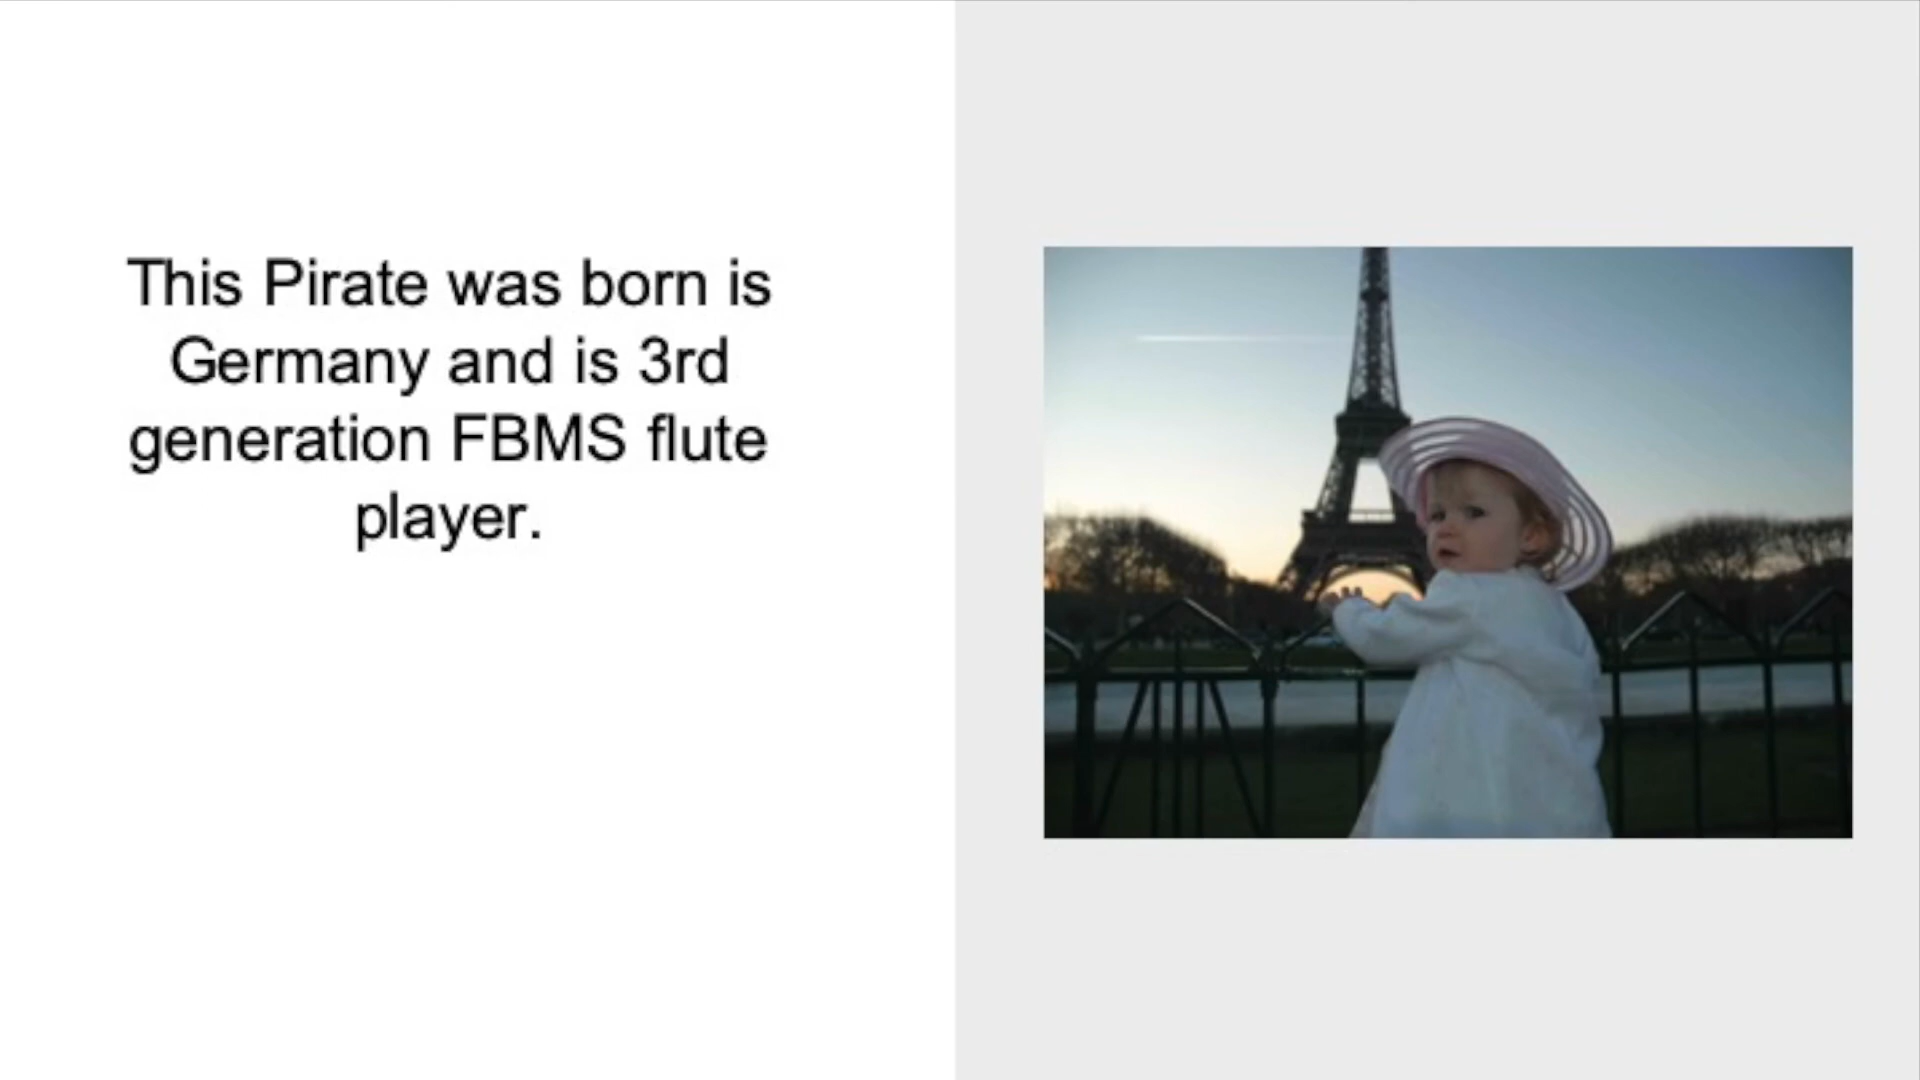 This Pirate was born is
Germany and is 3rd
generation FBMS flute
player.